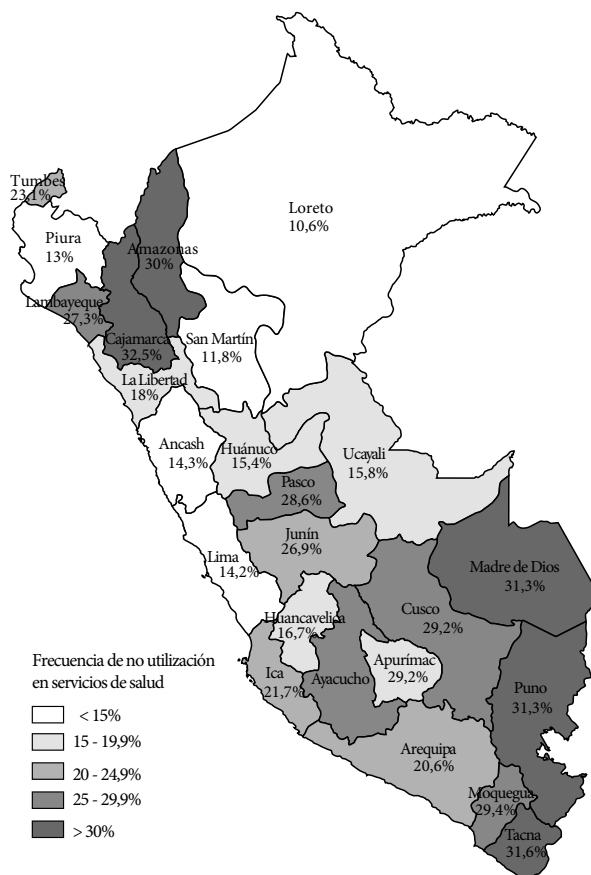 Tumbes
23,1%
Piura
13%
Loreto
10,6%
Amazonas
30%
Lambayeque
27,3%
Cajamarca
32,5%
San Martín
11,8%
La Libertad
18%
Ancash
14,3%
Huánuco
15,4%
Ucayali
15,8%
Pasco
28,6%
Junín
26,9%
Lima
14,2%
Madre de Dios
31,3%
Cusco
29,2%
Huancavelica
16,7%
Apurímac
29,2%
Ica
21,7%
Ayacucho
Puno
31,3%
Arequipa
20,6%
Moquegua
29,4%
Tacna
31,6%
Frecuencia de no utilización
en servicios de salud
< 15%
15 - 19,9%
20 - 24,9%
25 - 29,9%
> 30%